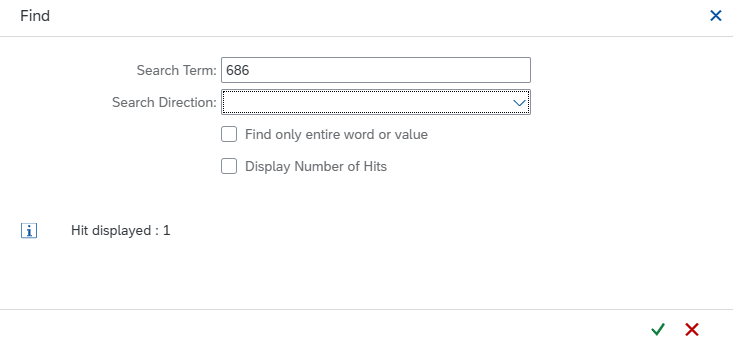 Find
Search Term: 686
Search Direction:
Find only entire word or value
Display Number of Hits
Hit displayed : 1